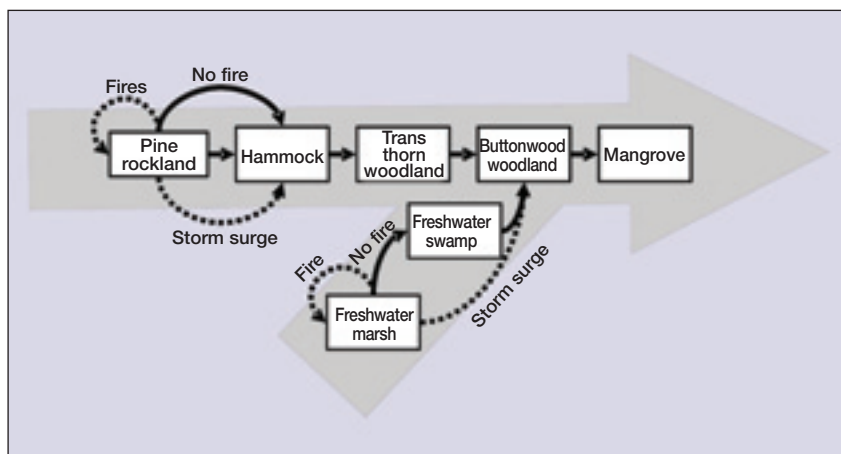 No fire
Fires
Pine
rockland
Hammock
Trans
thorn
woodland
Buttonwood
woodland
Mangrove
Storm surge
Freshwater
swamp
No fire
Fire
Storm surge
Freshwater
marsh